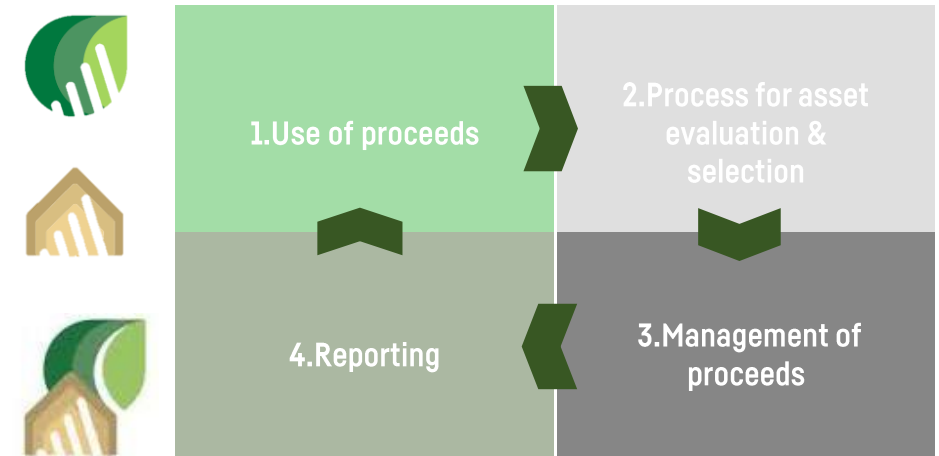 1.Use of proceeds
2.Process for asset
evaluation &
selection
3.Management of
proceeds
4.Reporting